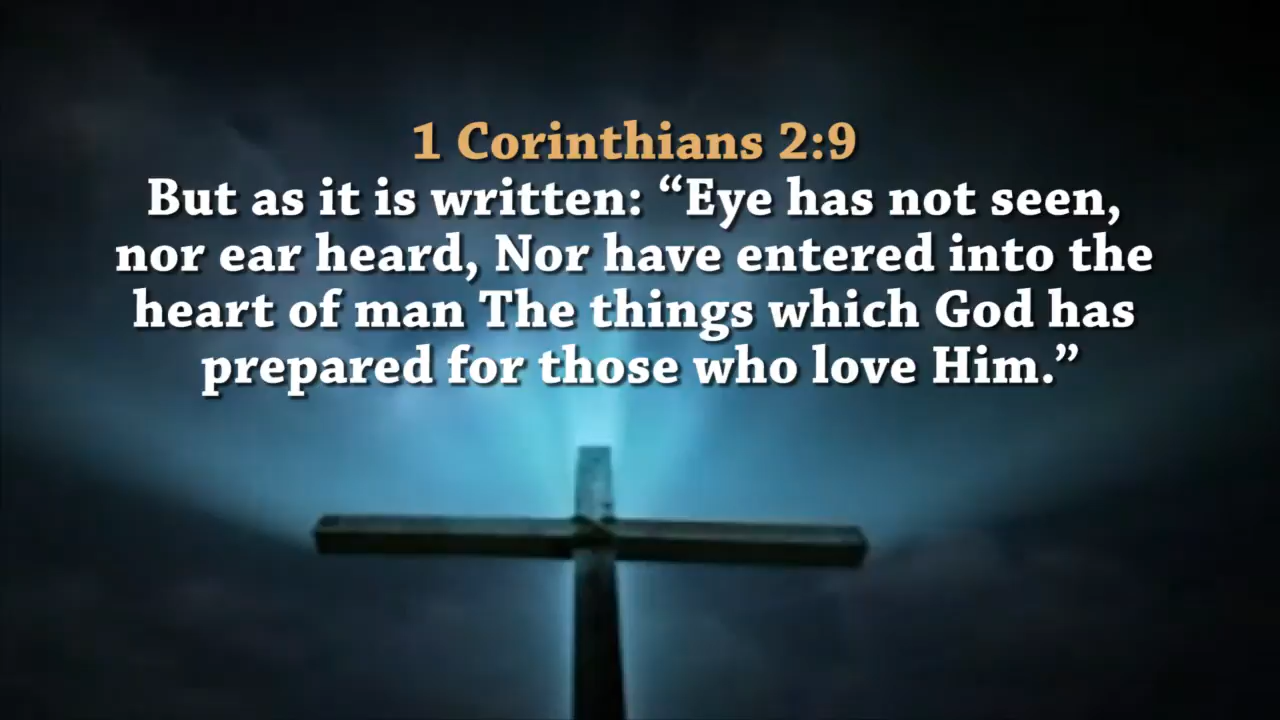 1 Corinthians 2:9
But as it is written: “Eye has not seen,
nor ear heard, Nor have entered into the
heart of man The things which God has
prepared for those who love Him.”